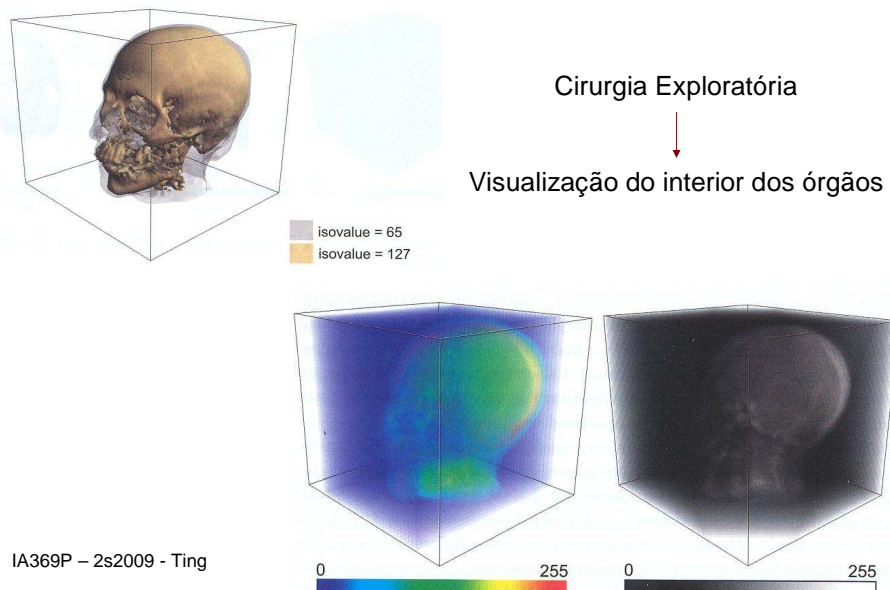 Cirurgia Exploratória
Visualização do interior dos órgãos
isovalue = 65
isovalue = 127
IA369P – 2s2009 - Ting
0 255
0 255